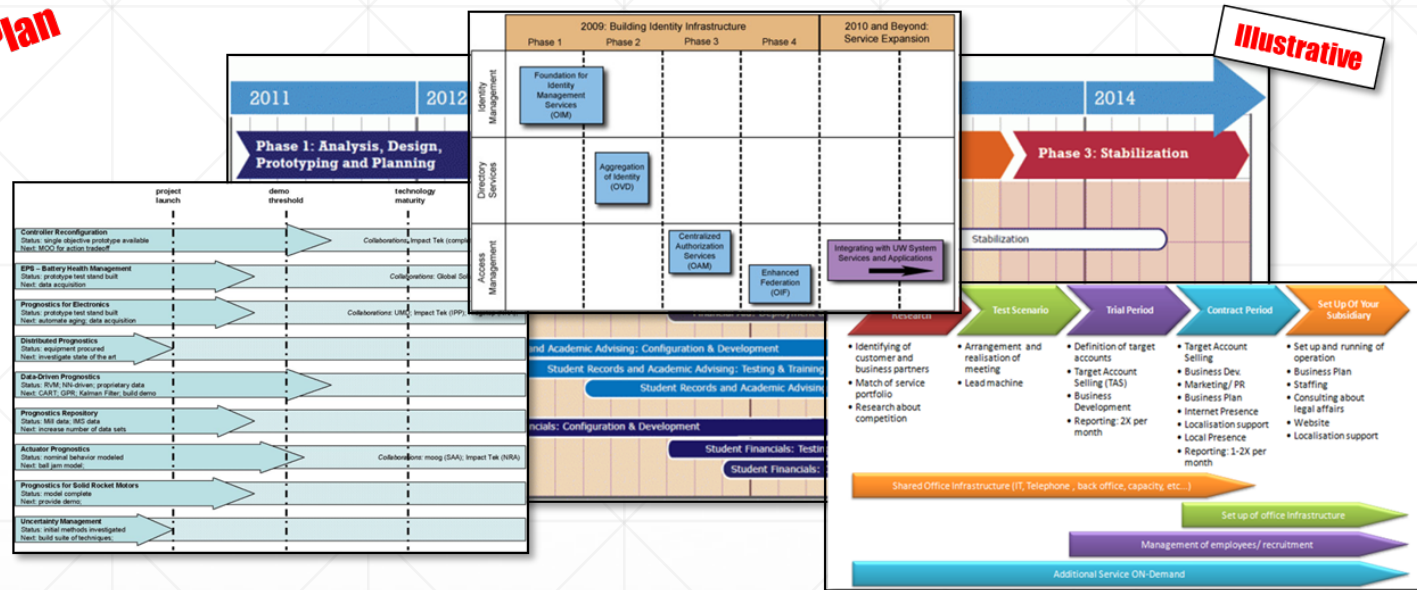 Plan
Illustrative
2009: Building Identity Infrastructure
2010 and Beyond:
Service Expansion
Phase 1
Phase 2
Phase 3
Phase 4
Identity
Management
Foundation for
Identity
Management
Services
(OIM)
Directory
Services
Aggregation
of Identity
(OVD)
Access
Management
Centralized
Authorization
Services
(OAM)
Enhanced
Federation
(OIF)
Integrating with UW System
Services and Applications
2011
2012
2014
Phase 1: Analysis, Design,
Prototyping and Planning
Phase 3: Stabilization
Stabilization
and Academic Advising: Configuration & Development
Student Records and Academic Advising: Testing & Training
Student Records and Academic Advising
ncials: Configuration & Development
Student Financials: Testin
Student Financials:
project
launch
demo
threshold
technology
maturity
Controller Reconfiguration
Status: single objective prototype available
Next: MOO for action tradeoff
Collaborations: Impact Tek (compl
EPS – Battery Health Management
Status: prototype test stand built
Next: data acquisition
Collaborations: Global Sol
Prognostics for Electronics
Status: prototype test stand built
Next: automate aging; data acquisition
Collaborations: UMD; Impact Tek (IPP);
Distributed Prognostics
Status: equipment procured
Next: investigate state of the art
Data-Driven Prognostics
Status: RVM; NN-driven; proprietary data
Next: CART; GPR; Kalman Filter; build demo
Prognostics Repository
Status: Mill data; IMS data
Next: increase number of data sets
Actuator Prognostics
Status: nominal behavior modeled
Next: ball jam model;
Collaborations: moog (SAA); Impact Tek (NRA)
Prognostics for Solid Rocket Motors
Status: model complete
Next: provide demo;
Uncertainty Management
Status: initial methods investigated
Next: build suite of techniques;
Research
Test Scenario
Trial Period
Contract Period
Set Up Of Your
Subsidiary
• Identifying of
customer and
business partners
• Match of service
portfolio
• Research about
competition
• Arrangement and
realisation of
meeting
• Lead machine
• Definition of target
accounts
• Target Account
Selling (TAS)
• Business
Development
• Reporting: 2X per
month
• Target Account
Selling
• Business Dev.
• Marketing/ PR
• Business Plan
• Internet Presence
• Localisation support
• Local Presence
• Reporting: 1-2X per
month
• Set up and running of
operation
• Business Plan
• Staffing
• Consulting about
legal affairs
• Website
• Localisation support
Shared Office Infrastructure (IT, Telephone , back office, capacity, etc...)
Set up of office Infrastructure
Management of employees/ recruitment
Additional Service ON-Demand